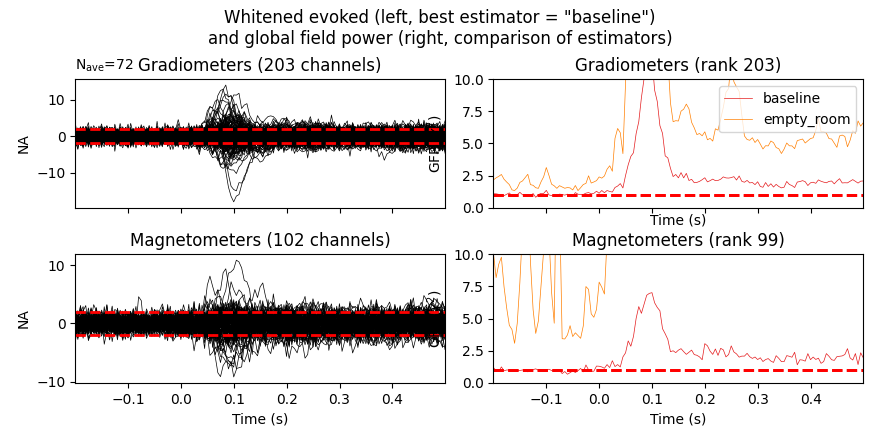 Whitened evoked (left, best estimator = "baseline")
and global field power (right, comparison of estimators)
Nave=72
Gradiometers (203 channels)
10
0
−10
NA
Gradiometers (rank 203)
10.0
7.5
5.0
2.5
0.0
baseline
empty_room
Time (s)
Magnetometers (102 channels)
10
0
−10
NA
−0.1
0.0
0.1
0.2
0.3
0.4
Time (s)
Magnetometers (rank 99)
10.0
7.5
5.0
2.5
0.0
−0.1
0.0
0.1
0.2
0.3
0.4
Time (s)